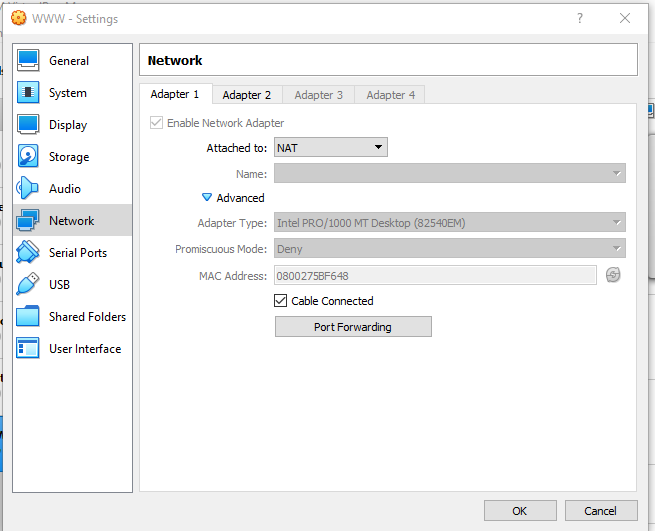 WWW - Settings
?
General
System
Display
Storage
Audio
Network
Serial Ports
USB
Shared Folders
User Interface
Network
Adapter 1 Adapter 2 Adapter 3 Adapter 4
Enable Network Adapter
Attached to: NAT
Name:
Advanced
Adapter Type: Intel PRO/1000 MT Desktop (82540EM)
Promiscuous Mode: Deny
MAC Address: 0800275BF648
Cable Connected
Port Forwarding
OK Cancel